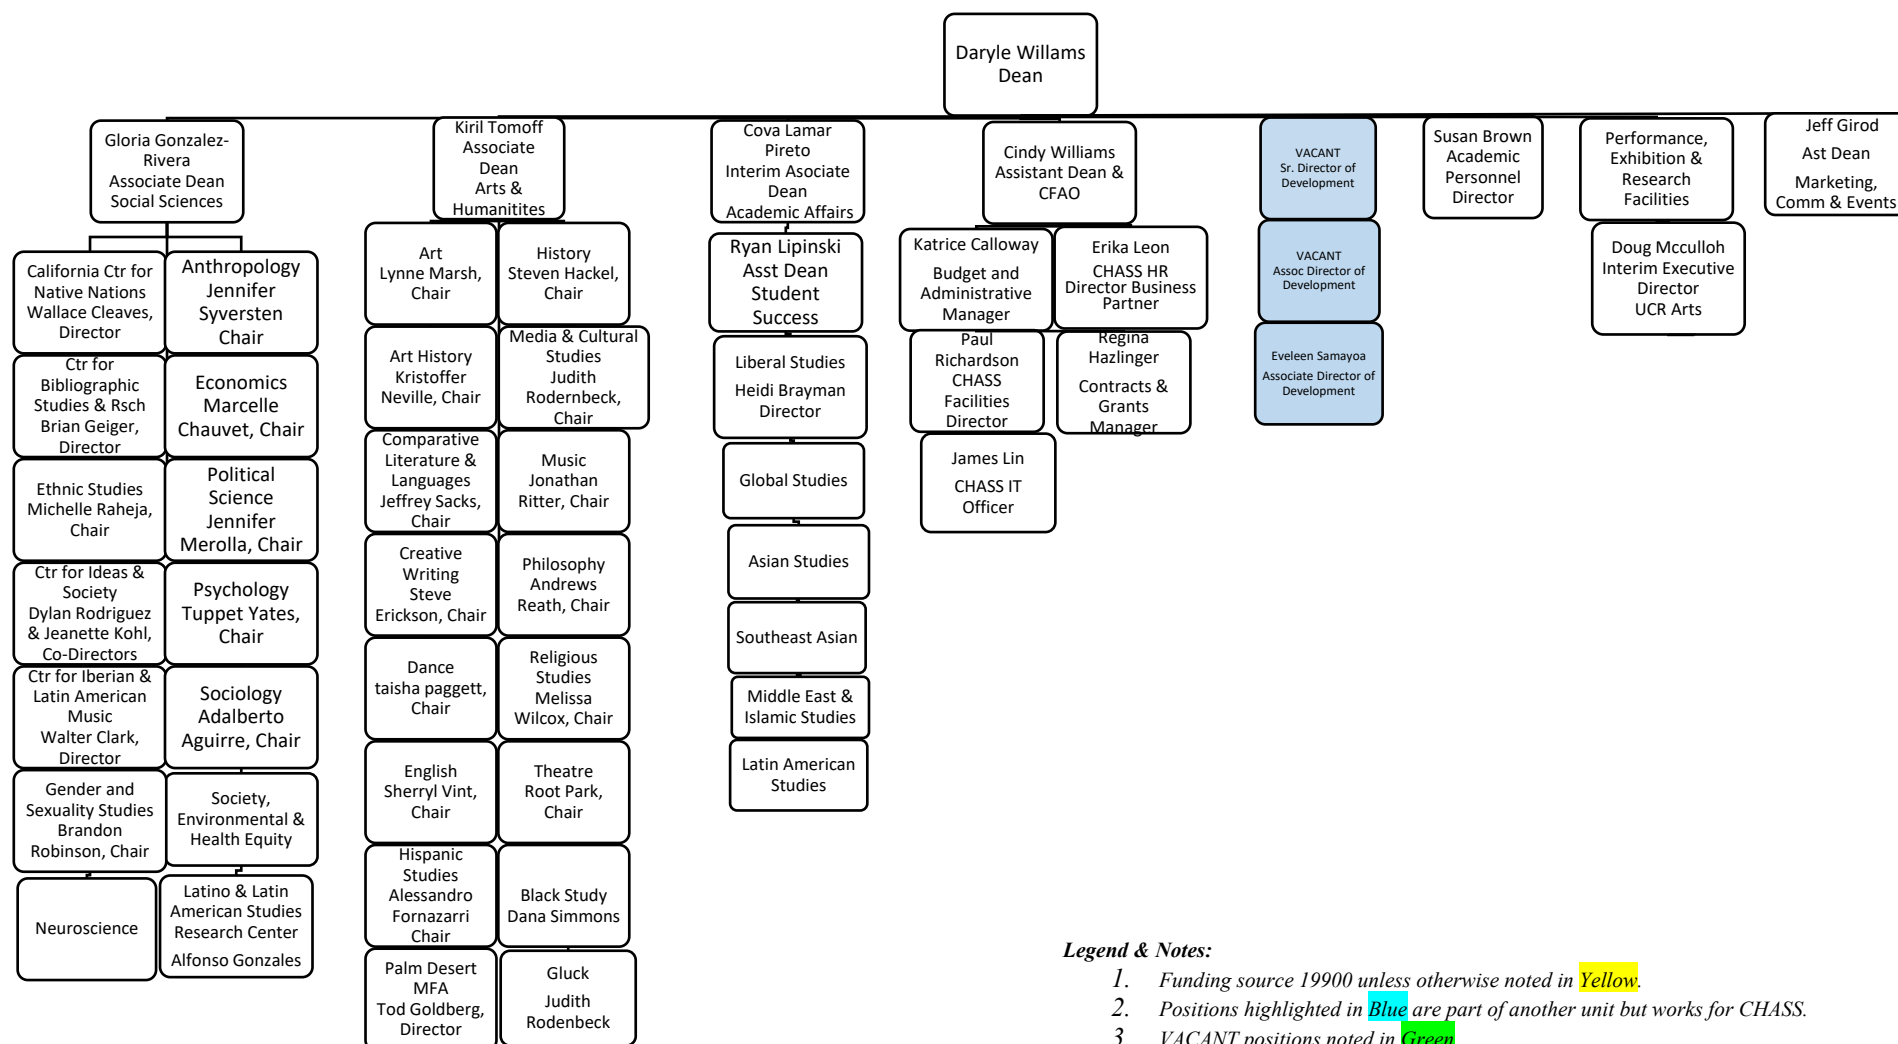 Daryle Willams
Dean
Gloria Gonzalez-
Rivera
Associate Dean
Social Sciences
California Ctr for
Native Nations
Wallace Cleaves,
Director
Anthropology
Jennifer
Syversten
Chair
Ctr for
Bibliographic
Studies & Rsch
Brian Geiger,
Director
Economics
Marcelle
Chauvet, Chair
Ethnic Studies
Michelle Raheja,
Chair
Political
Science
Jennifer
Merolla, Chair
Ctr for Ideas &
Society
Dylan Rodriguez
& Jeanette Kohl,
Co-Directors
Psychology
Tuppet Yates,
Chair
Ctr for Iberian &
Latin American
Music
Walter Clark,
Director
Sociology
Adalberto
Aguirre, Chair
Gender and
Sexuality Studies
Brandon
Robinson, Chair
Society,
Environmental &
Health Equity
Neuroscience
Latino & Latin
American Studies
Research Center
Alfonso Gonzales
Kiril Tomoff
Associate
Dean
Arts &
Humanitites
Art
Lynne Marsh,
Chair
History
Steven Hackel,
Chair
Art History
Kristoffer
Neville, Chair
Media & Cultural
Studies
Judith
Rodernbeck,
Chair
Comparative
Literature &
Languages
Jeffrey Sacks,
Chair
Music
Jonathan
Ritter, Chair
Creative
Writing
Steve
Erickson, Chair
Philosophy
Andrews
Reath, Chair
Dance
taisha paggett,
Chair
Religious
Studies
Melissa
Wilcox, Chair
English
Sherryl Vint,
Chair
Theatre
Root Park,
Chair
Hispanic
Studies
Alessandro
Fornazarri
Chair
Black Study
Dana Simmons
Palm Desert
MFA
Tod Goldberg,
Director
Gluck
Judith
Rodenbeck
Cova Lamar
Pireto
Interim Asociate
Dean
Academic Affairs
Ryan Lipinski
Asst Dean
Student
Success
Liberal Studies
Heidi Brayman
Director
Global Studies
Asian Studies
Southeast Asian
Middle East &
Islamic Studies
Latin American
Studies
Cindy Williams
Assistant Dean &
CFAO
Katrice Calloway
Budget and
Administrative
Manager
Erika Leon
CHASS HR
Director Business
Partner
Paul
Richardson
CHASS
Facilities
Director
Regina
Hazlinger
Contracts &
Grants
Manager
James Lin
CHASS IT
Officer
VACANT
Sr. Director of
Development
VACANT
Assoc Director of
Development
Eveleen Samayoa
Associate Director of
Development
Susan Brown
Academic
Personnel
Director
Performance,
Exhibition &
Research
Facilities
Doug Mcculloh
Interim Executive
Director
UCR Arts
Jeff Girod
Ast Dean
Marketing,
Comm & Events
Legend & Notes:
1. Funding source 19900 unless otherwise noted in Yellow.
2. Positions highlighted in Blue are part of another unit but works for CHASS.
3. VACANT positions noted in Green